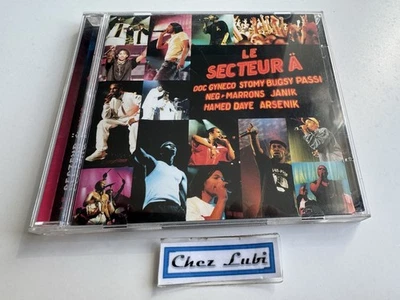 LE
SECTEUR Ä
DOC GYNECO STOMY BUGSY PASSI
NEG • MARRONS JANIK
HAMED DAYE ARSENIK
Chez Lubi